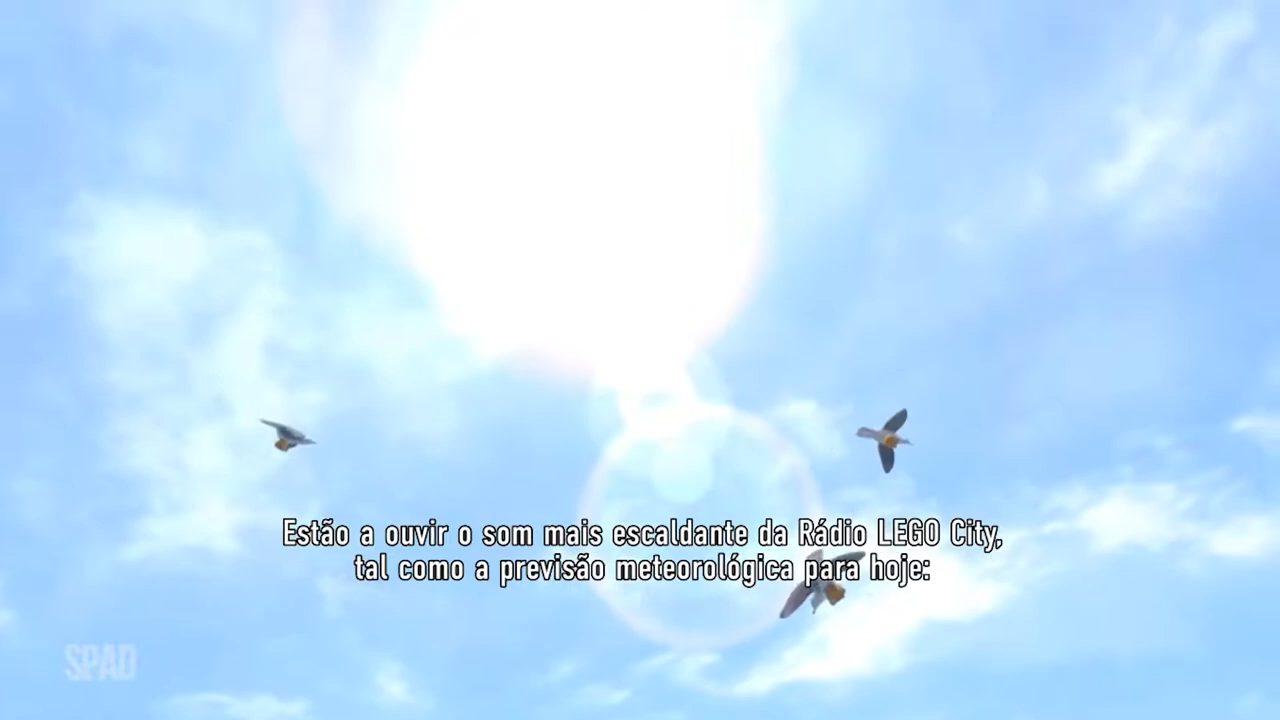 Estão a ouvir o som mais escaldante da Rádio LEGO City,
tal como a previsão meteorológica para hoje:
SPAD